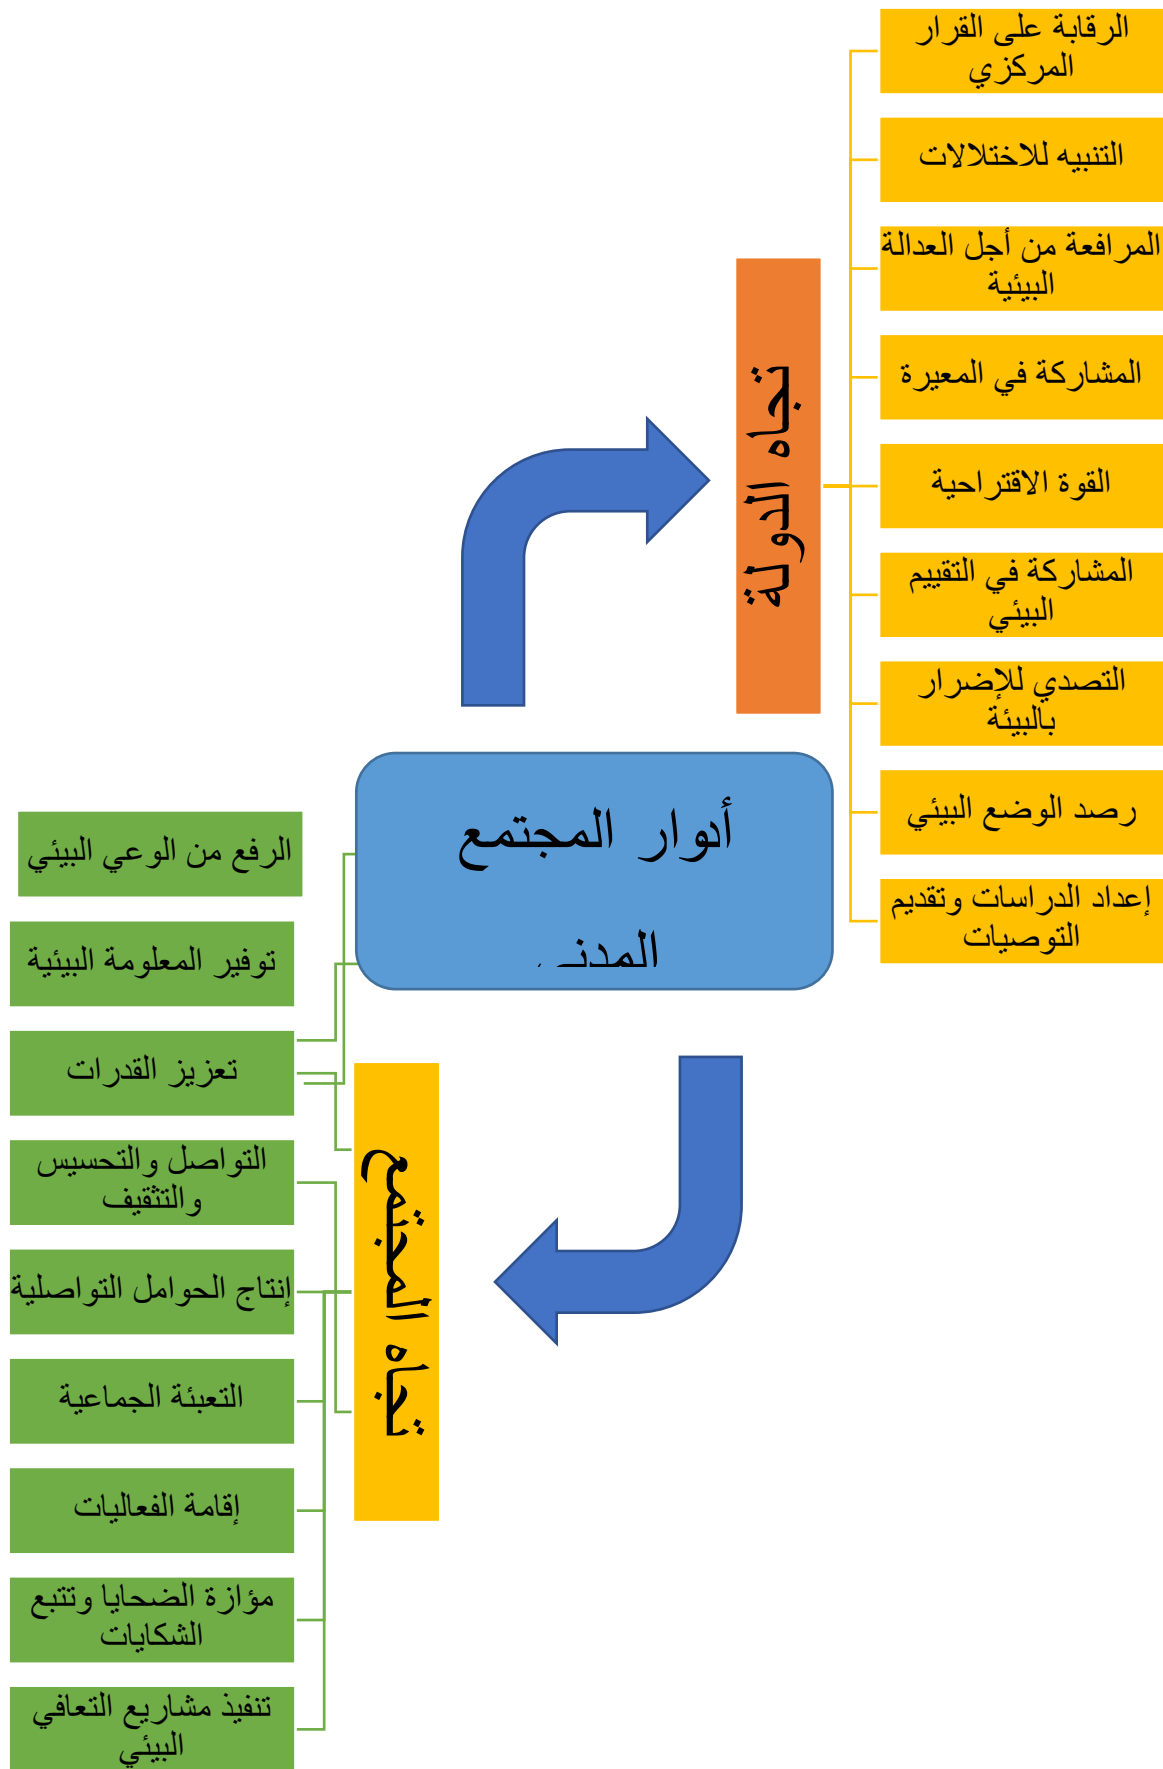 الرقابة على القرار
المركزي
التنبيه للاختلالات
المرافعة من أجل العدالة
البيئية
المشاركة في المعيرة
القوة الاقتراحية
المشاركة في التقييم
البيئي
التصدي للإضرار
بالبيئة
رصد الوضع البيئي
إعداد الدراسات وتقديم
التوصيات
تجاه الدولة
أدوار المجتمع
المدني
تجاه المجتمع
الرفع من الوعي البيئي
توفير المعلومة البيئية
تعزيز القدرات
التواصل والتحسيس
والتثقيف
إنتاج الحوامل التواصلية
التعبئة الجماعية
إقامة الفعاليات
مؤازة الضحايا وتتبع
الشكايات
تنفيذ مشاريع التعافي
البيئي